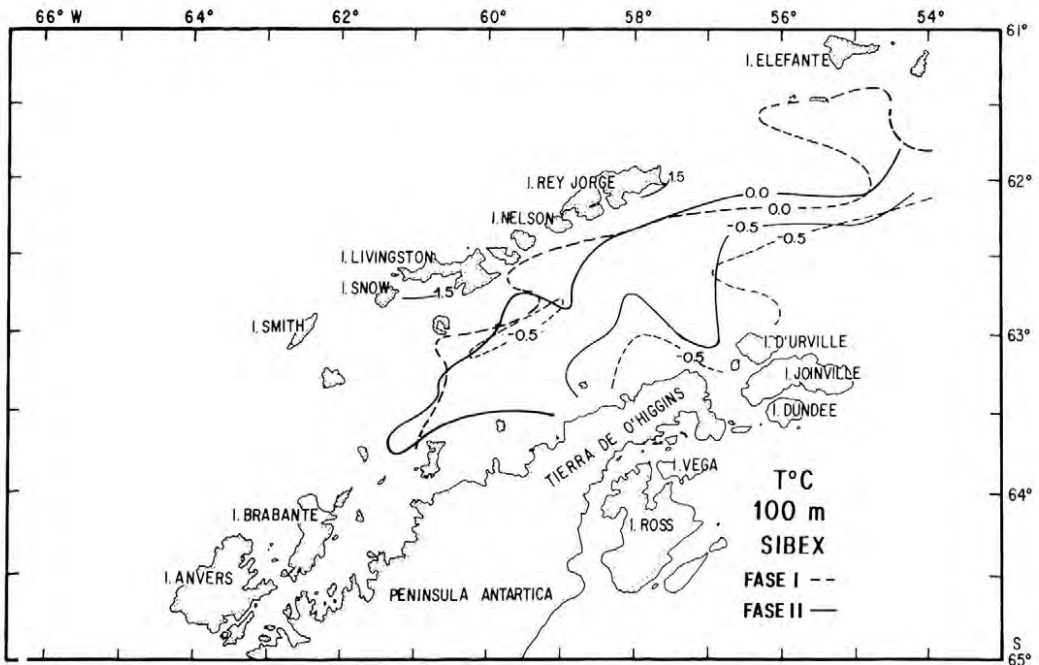 66° W 64° 62° 60° 58° 56° 54°
61°
I. ELEFANTE
I. REY JORGE
1.5
62°
0.0
I. NELSON
0.0
-0.5
-0.5
I. LIVINGSTON
I. SNOW
1.5
I. SMITH
-0.5
63°
I. D'URVILLE
-0.5
I. JOINVILLE
I. DUNDEE
TIERRA DE O'HIGGINS
I. VEGA
T°C
64°
100 m
I. BRABANTE
I. ROSS
SIBEX
I. ANVERS
FASE I ---
PENINSULA ANTARTICA
FASE II —
S
65°